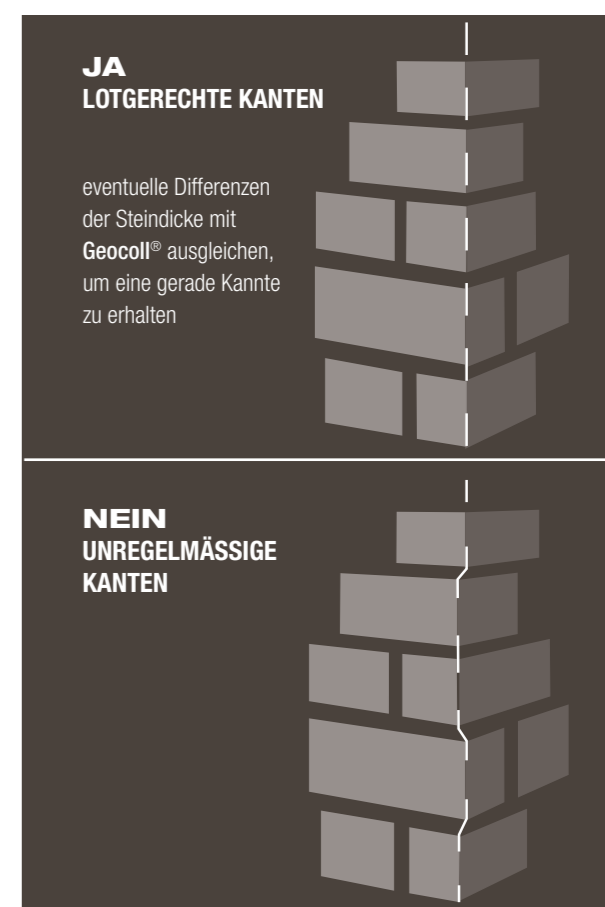 JA
LOTGERECHTE KANTEN
eventuelle Differenzen
der Steindicke mit
Geocoll® ausgleichen,
um eine gerade Kannte
zu erhalten
NEIN
UNREGELMÄSSIGE
KANTEN